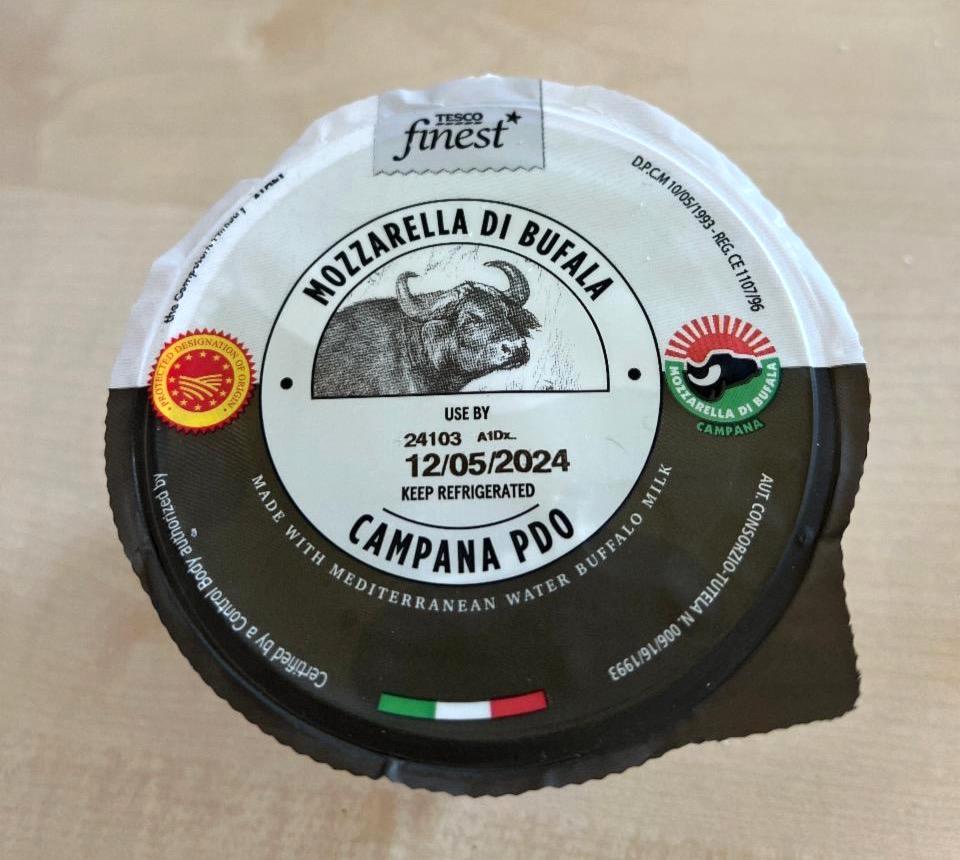 TESCO
finest*
D.P.C.M 10/05/1993 - REG. CE 1107/96
the Competent
MOZZARELLA DI BUFALA
PROTECTED DESIGNATION OF ORIGIN
MOZZARELLA DI BUFALA
CAMPANA
USE BY
24103 A1Dx..
12/05/2024
KEEP REFRIGERATED
CAMPANA PDO
MADE WITH MEDITERRANEAN WATER BUFFALO MILK
Certified by a Control Body authorized by
AUT. CONSORZIO-TUTELA N. 006/16/1993